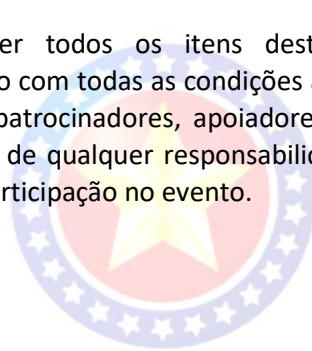 er todos os itens dest
o com todas as condições a
patrocinadores, apoiadore
de qualquer responsabilid
rticipação no evento.